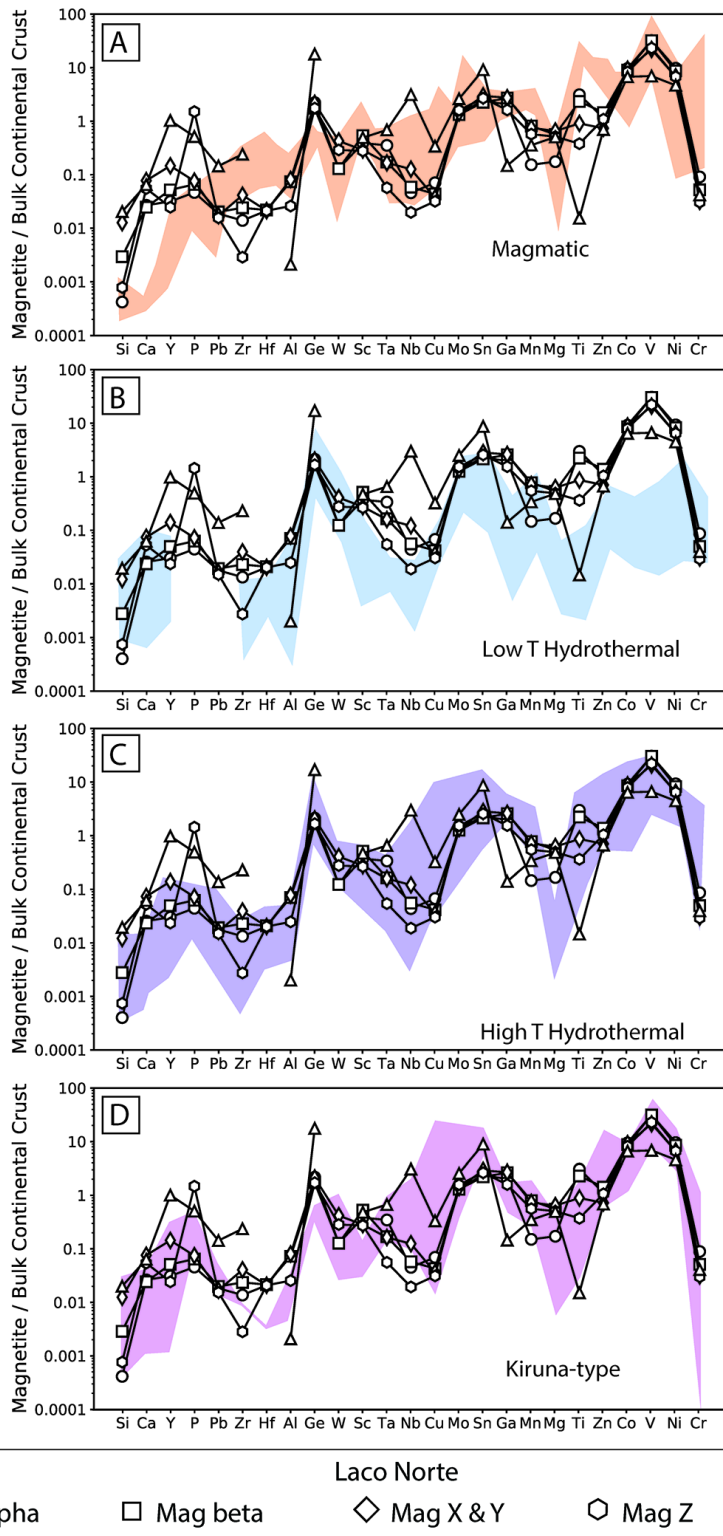 Magnetite / Bulk Continental Crust
100
10
1
0.1
0.01
0.001
0.0001
A
Magmatic
Si Ca Y P Pb Zr Hf Al Ge W Sc Ta Nb Cu Mo Sn Ga Mn Mg Ti Zn Co V Ni Cr
Magnetite / Bulk Continental Crust
100
10
1
0.1
0.01
0.001
0.0001
B
Low T Hydrothermal
Si Ca Y P Pb Zr Hf Al Ge W Sc Ta Nb Cu Mo Sn Ga Mn Mg Ti Zn Co V Ni Cr
Magnetite / Bulk Continental Crust
100
10
1
0.1
0.01
0.001
0.0001
C
High T Hydrothermal
Si Ca Y P Pb Zr Hf Al Ge W Sc Ta Nb Cu Mo Sn Ga Mn Mg Ti Zn Co V Ni Cr
Magnetite / Bulk Continental Crust
100
10
1
0.1
0.01
0.001
0.0001
D
Kiruna-type
Si Ca Y P Pb Zr Hf Al Ge W Sc Ta Nb Cu Mo Sn Ga Mn Mg Ti Zn Co V Ni Cr
Laco Norte
pha Mag beta Mag X & Y Mag Z